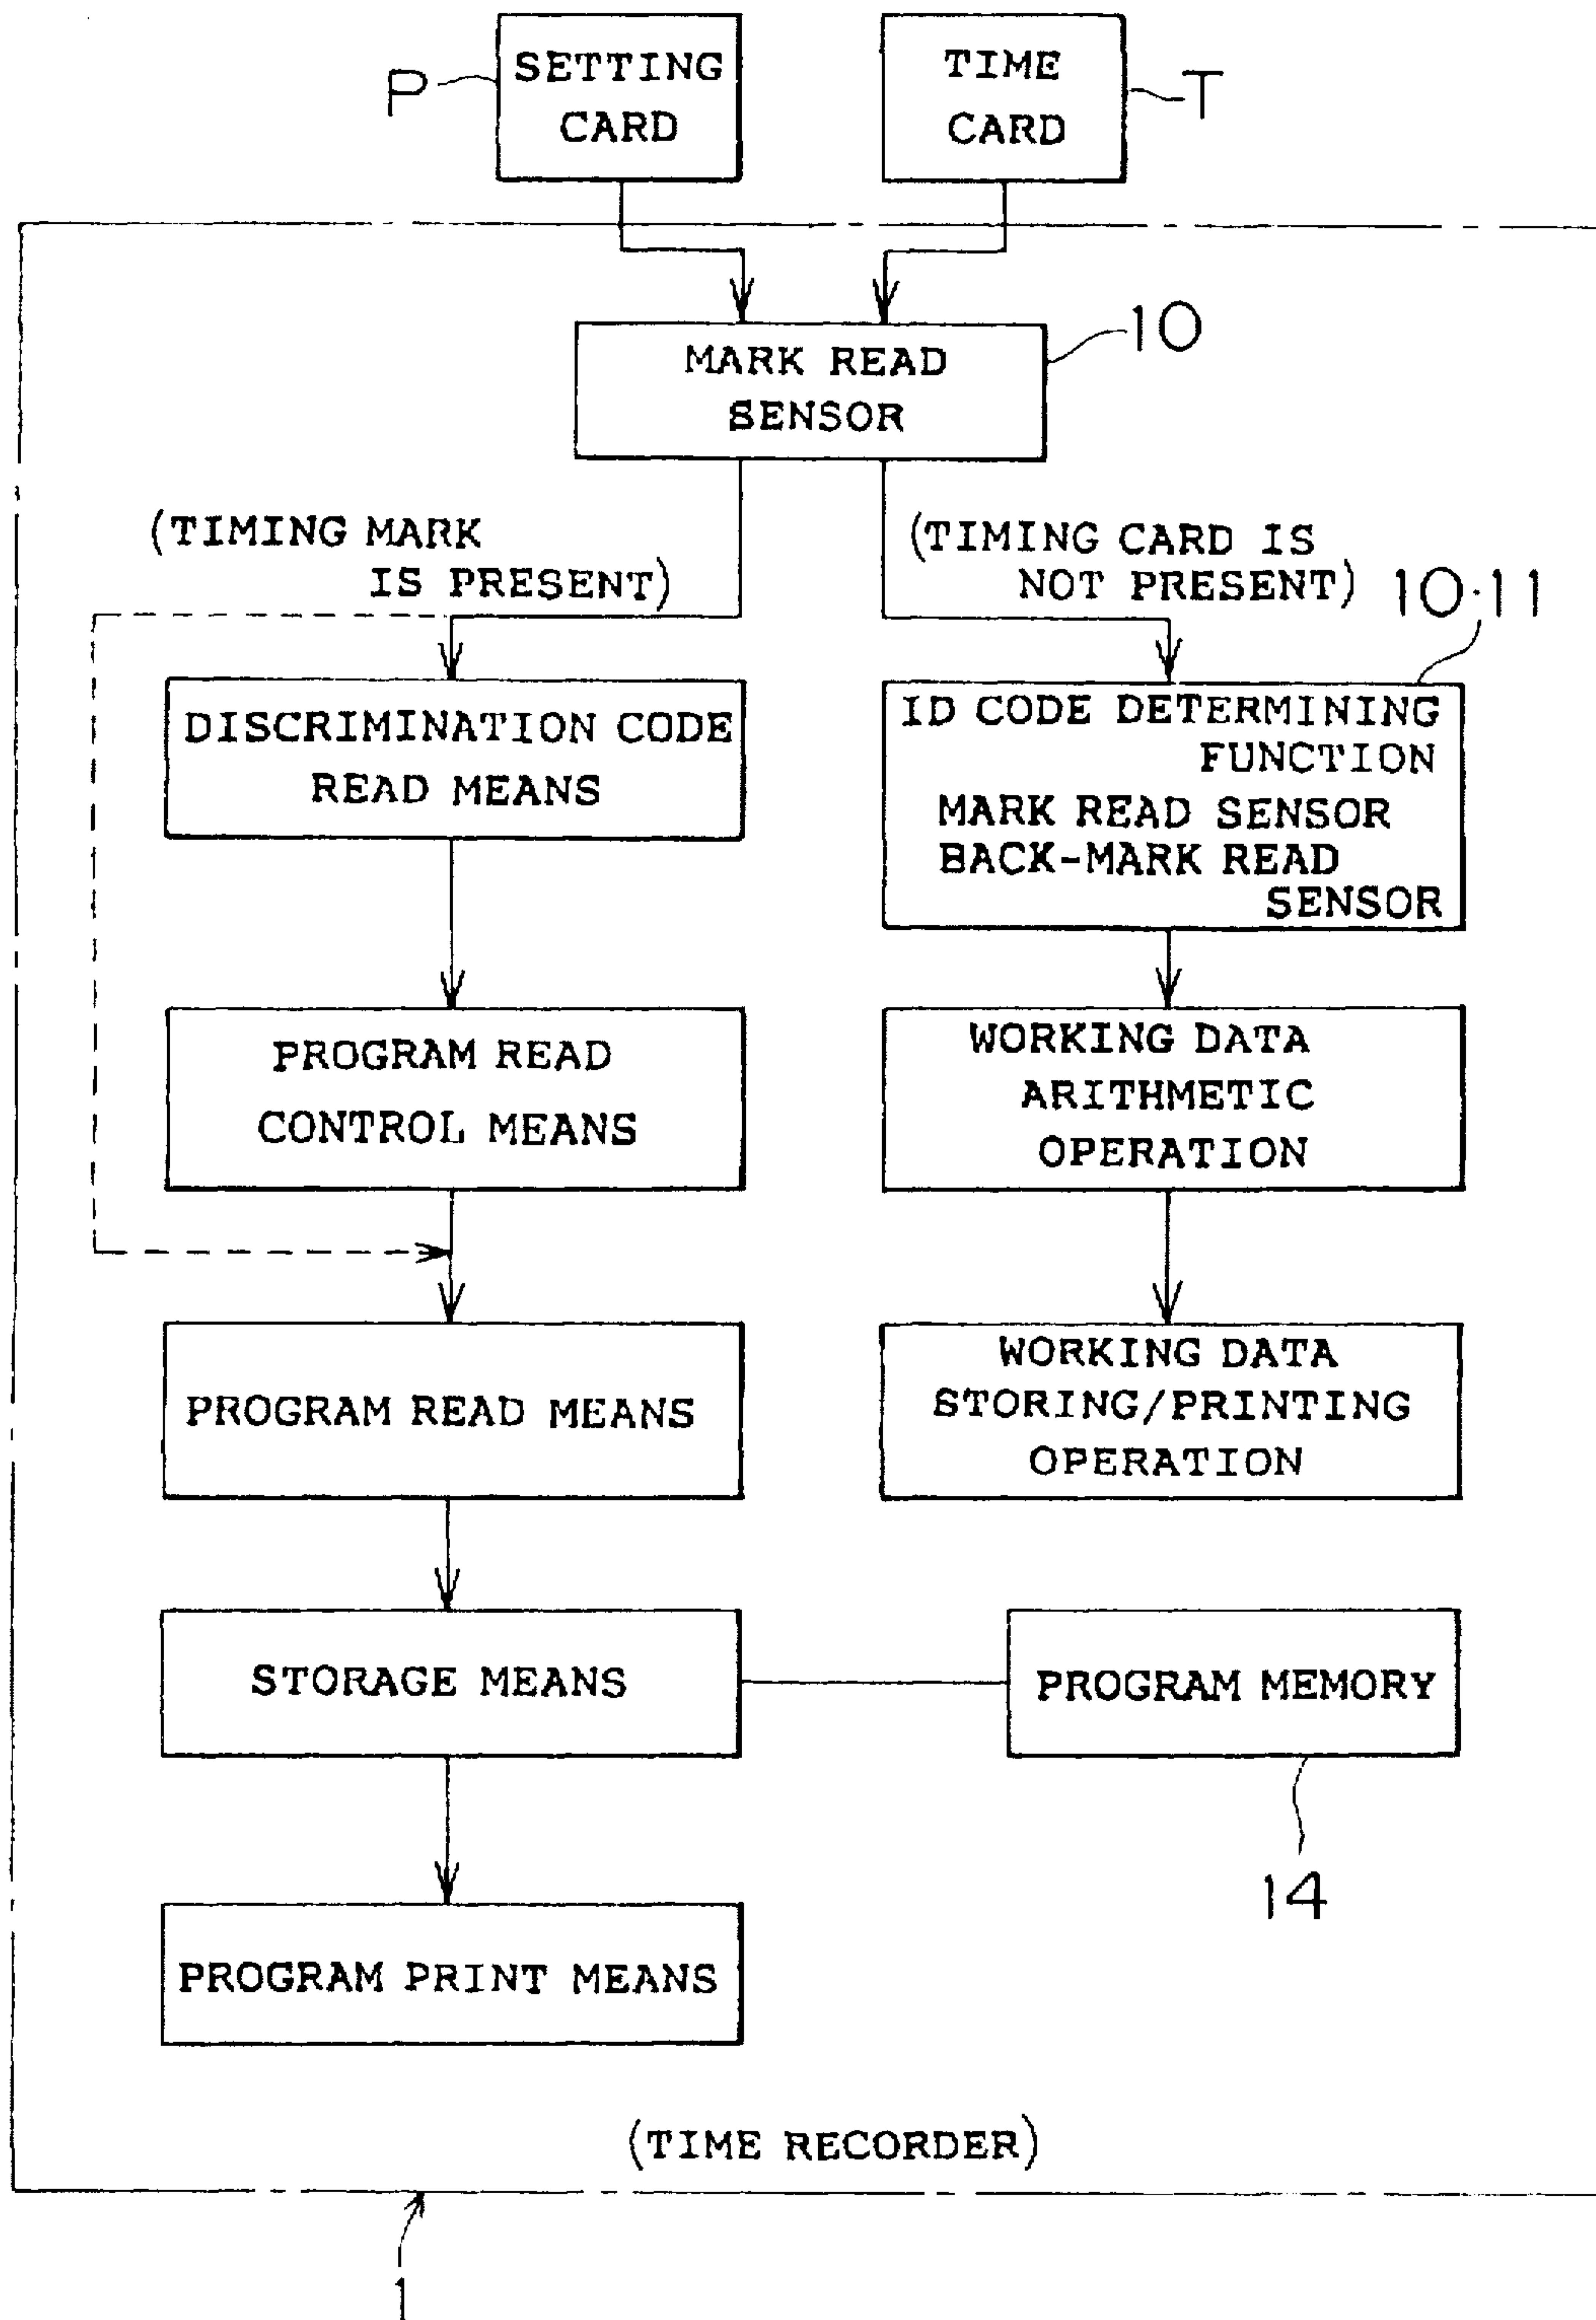 P
SETTING
CARD
TIME
CARD
T
MARK READ
SENSOR
10
(TIMING MARK
IS PRESENT)
(TIMING CARD IS
NOT PRESENT)
10·11
DISCRIMINATION CODE
READ MEANS
ID CODE DETERMINING
FUNCTION
MARK READ SENSOR
BACK-MARK READ
SENSOR
PROGRAM READ
CONTROL MEANS
WORKING DATA
ARITHMETIC
OPERATION
PROGRAM READ MEANS
WORKING DATA
STORING/PRINTING
OPERATION
STORAGE MEANS
PROGRAM MEMORY
14
PROGRAM PRINT MEANS
(TIME RECORDER)
1